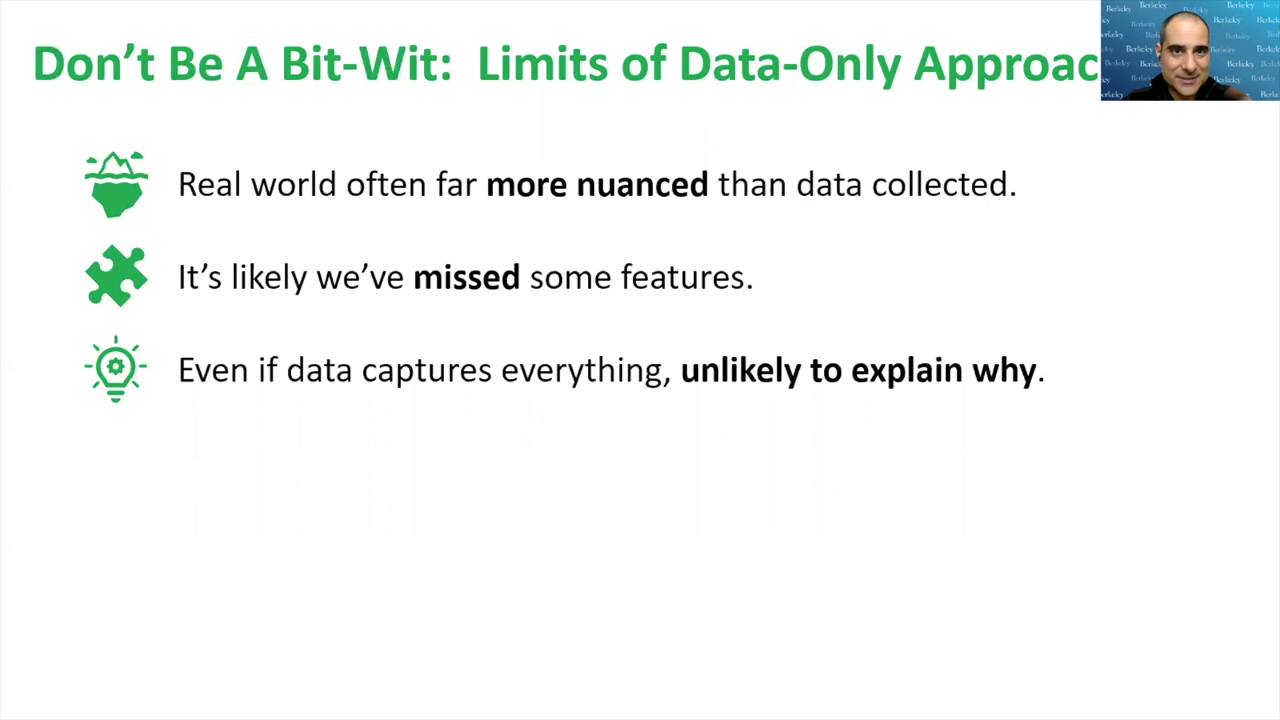 Don’t Be A Bit-Wit: Limits of Data-Only Approac
Berkeley
Real world often far more nuanced than data collected.
It’s likely we’ve missed some features.
Even if data captures everything, unlikely to explain why.